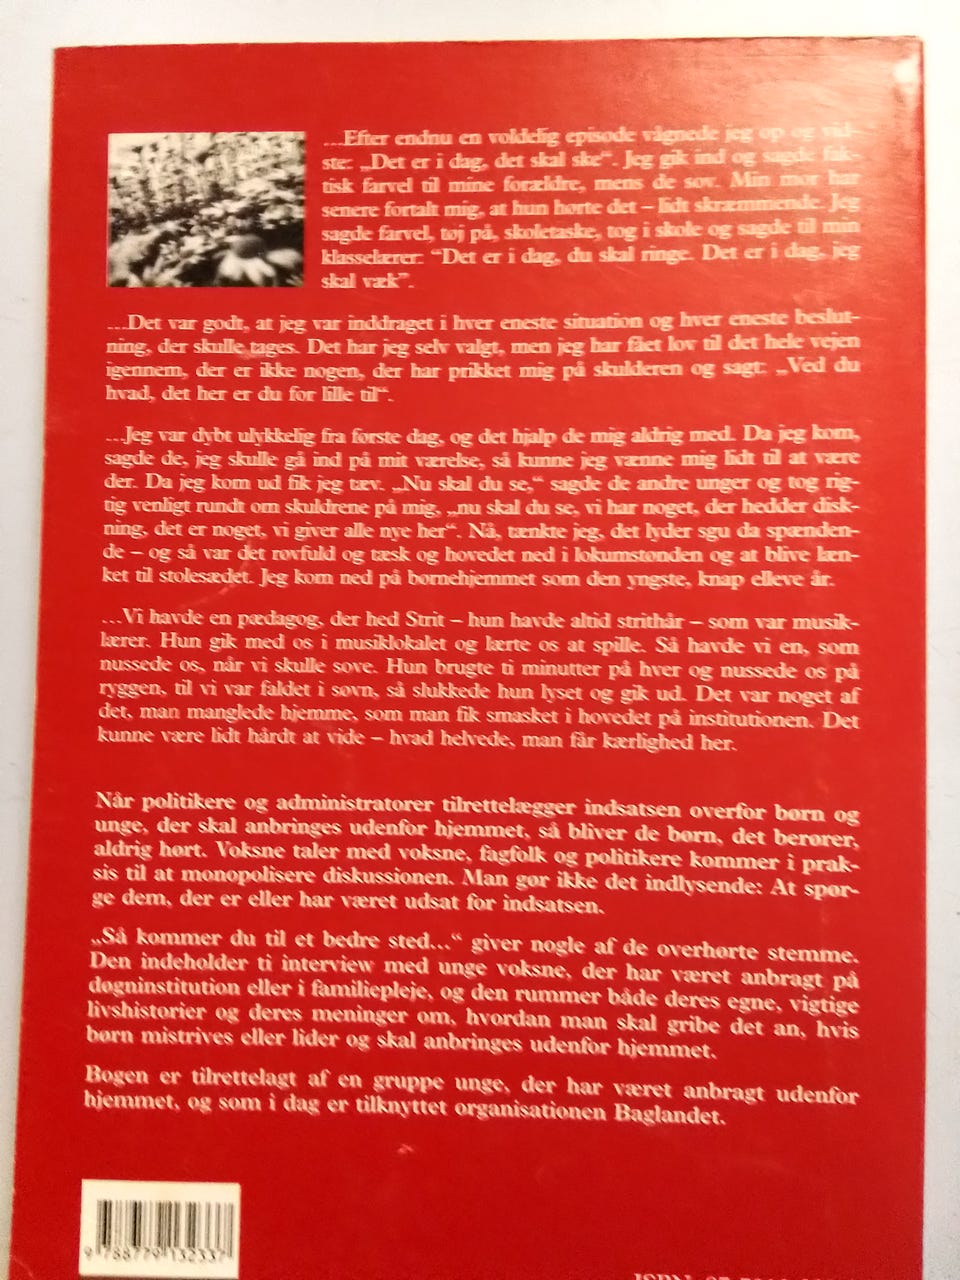 ...Efter endnu en voldelig episode vågnede jeg op og vid-
ste: „Det er i dag, det skal ske“. Jeg gik ind og sagde fak-
tisk farvel til mine forældre, mens de sov. Min mor har
senere fortalt mig, at hun hørte det – lidt skræmmende. Jeg
sagde farvel, tøj på, skoletaske, tog i skole og sagde til min
klasselærer: “Det er i dag, du skal ringe. Det er i dag, jeg
skal væk”.
...Det var godt, at jeg var inddraget i hver eneste situation og hver eneste beslut-
ning, der skulle tages. Det har jeg selv valgt, men jeg har fået lov til det hele vejen
igennem, der er ikke nogen, der har prikket mig på skulderen og sagt: „Ved du
hvad, det her er du for lille til“.
...Jeg var dybt ulykkelig fra første dag, og det hjalp de mig aldrig med. Da jeg kom,
sagde de, jeg skulle gå ind på mit værelse, så kunne jeg vænne mig lidt til at være
der. Da jeg kom ud fik jeg tæv. „Nu skal du se,“ sagde de andre unger og tog rig-
tig venligt rundt om skuldrene på mig, „nu skal du se, vi har noget, der hedder disk-
ning, det er noget, vi giver alle nye her“. Nå, tænkte jeg, det lyder sgu da spænden-
de – og så var det røvfuld og tæsk og hovedet ned i lokumstønden og at blive læn-
ket til stolesædet. Jeg kom ned på børnehjemmet som den yngste, knap elleve år.
...Vi havde en pædagog, der hed Strit – hun havde altid strithår – som var musik-
lærer. Hun gik med os i musiklokalet og lærte os at spille. Så havde vi en, som
nussede os, når vi skulle sove. Hun brugte ti minutter på hver og nussede os på
ryggen, til vi var faldet i søvn, så slukkede hun lyset og gik ud. Det var noget af
det, man manglede hjemme, som man fik smasket i hovedet på institutionen. Det
kunne være lidt hårdt at vide – hvad helvede, man får kærlighed her.
Når politikere og administratorer tilrettelægger indsatsen overfor børn og
unge, der skal anbringes udenfor hjemmet, så bliver de børn, det berører,
aldrig hørt. Voksne taler med voksne, fagfolk og politikere kommer i prak-
sis til at monopolisere diskussionen. Man gør ikke det indlysende: At spør-
ge dem, der er eller har været udsat for indsatsen.
„Så kommer du til et bedre sted...“ giver nogle af de overhørte stemme.
Den indeholder ti interview med unge voksne, der har været anbragt på
døgninstitution eller i familiepleje, og den rummer både deres egne, vigtige
livshistorier og deres meninger om, hvordan man skal gribe det an, hvis
børn mistrives eller lider og skal anbringes udenfor hjemmet.
Bogen er tilrettelagt af en gruppe unge, der har været anbragt udenfor
hjemmet, og som i dag er tilknyttet organisationen Baglandet.
9 788779 132337